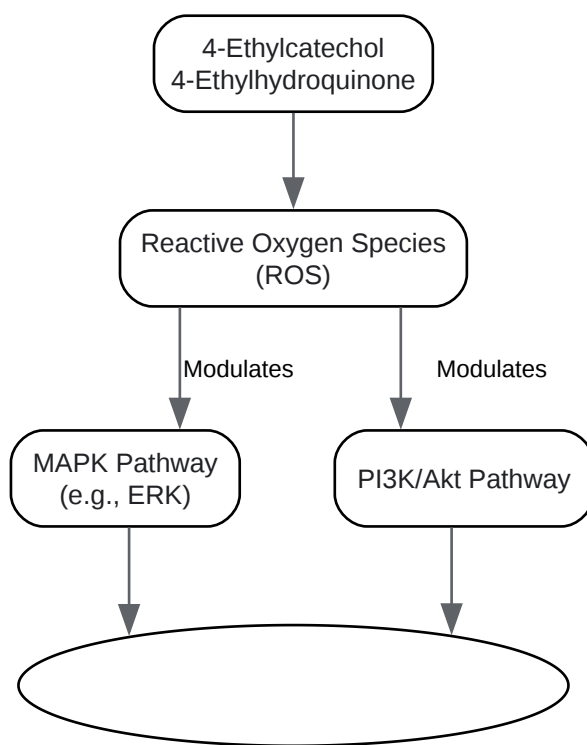 4-Ethylcatechol
4-Ethylhydroquinone
Reactive Oxygen Species
(ROS)
Modulates
Modulates
MAPK Pathway
(e.g., ERK)
PI3K/Akt Pathway